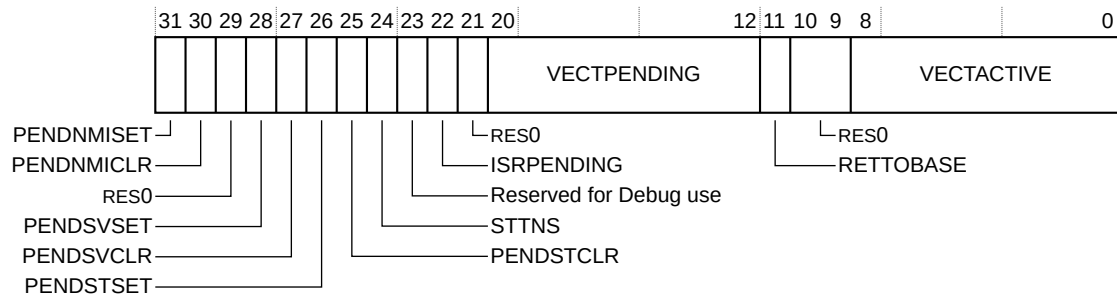 31 30 29 28 27 26 25 24 23 22 21 20 12 11 10 9 8 0
VECTPENDING VECTACTIVE
PENDNMISET RES0 RES0
PENDNMICLR ISRPENDING RETTOBASE
RES0 Reserved for Debug use
PENDSVSET STTNS
PENDSVCLR PENDSTCLR
PENDSTSET